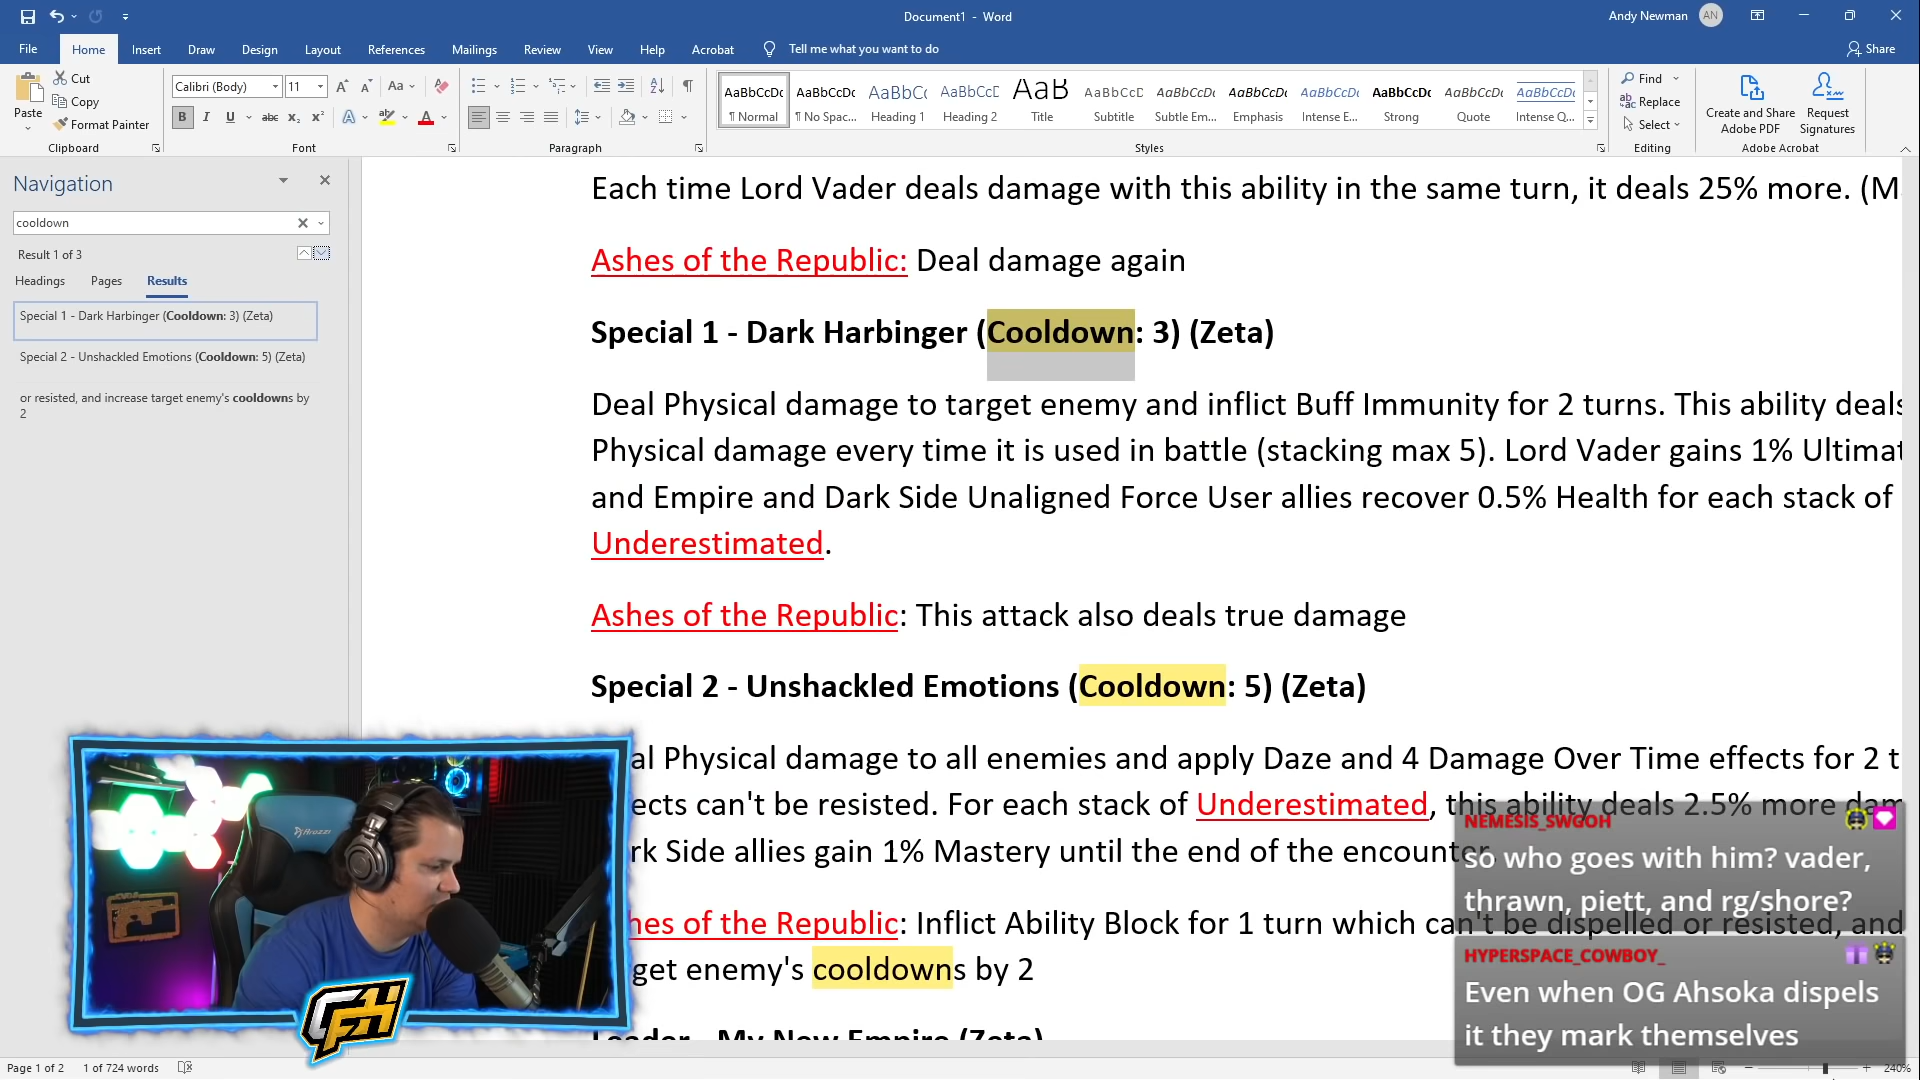 Document1 - Word
Andy Newman
AN
File
Home
Insert
Draw
Design
Layout
References
Mailings
Review
View
Help
Acrobat
Tell me what you want to do
Share
Paste
Cut
Copy
Format Painter
Clipboard
Calibri (Body)
11
Font
Paragraph
AaBbCcDc
¶ Normal
AaBbCcDc
¶ No Spac...
AaBbCc
Heading 1
AaBbCcC
Heading 2
AaB
Title
AaBbCcC
Subtitle
AaBbCcDc
Subtle Em...
AaBbCcDc
Emphasis
AaBbCcDc
Intense E...
AaBbCcDc
Strong
AaBbCcDc
Quote
AaBbCcDc
Intense Q...
Styles
Find
Replace
Select
Editing
Create and Share
Adobe PDF
Request
Signatures
Adobe Acrobat
Navigation
cooldown
Result 1 of 3
Headings
Pages
Results
Special 1 - Dark Harbinger (Cooldown: 3) (Zeta)
Special 2 - Unshackled Emotions (Cooldown: 5) (Zeta)
or resisted, and increase target enemy's cooldowns by
2
Each time Lord Vader deals damage with this ability in the same turn, it deals 25% more. (M
Ashes of the Republic: Deal damage again
Special 1 - Dark Harbinger (Cooldown: 3) (Zeta)
Deal Physical damage to target enemy and inflict Buff Immunity for 2 turns. This ability deals
Physical damage every time it is used in battle (stacking max 5). Lord Vader gains 1% Ultimat
and Empire and Dark Side Unaligned Force User allies recover 0.5% Health for each stack of
Underestimated.
Ashes of the Republic: This attack also deals true damage
Special 2 - Unshackled Emotions (Cooldown: 5) (Zeta)
al Physical damage to all enemies and apply Daze and 4 Damage Over Time effects for 2 t
ects can't be resisted. For each stack of Underestimated, this ability deals 2.5% more dam
rk Side allies gain 1% Mastery until the end of the encounter.
hes of the Republic: Inflict Ability Block for 1 turn which can't be dispelled or resisted, and
get enemy's cooldowns by 2
Leader - My New Empire (Zeta)
NEMESIS_SWGOH
so who goes with him? vader,
thrawn, piett, and rg/shore?
HYPERSPACE_COWBOY_
Even when OG Ahsoka dispels
it they mark themselves
Arozzi
Page 1 of 2
1 of 724 words
240%